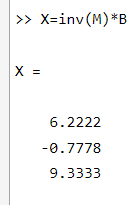 >> X=inv(M)*B
X =
6.2222
-0.7778
9.3333